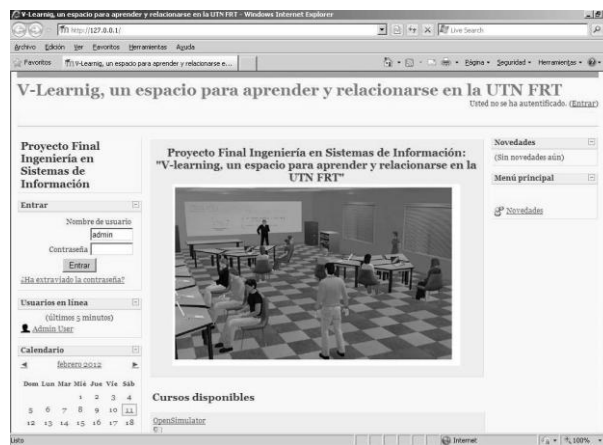 V-Learnig, un espacio para aprender y relacionarse en la UTN FRT - Windows Internet Explorer
http://127.0.0.1/
Live Search
Archivo Edición Ver Favoritos Herramientas Ayuda
Favoritos V-Learnig, un espacio para aprender y relacionarse e...
Página Seguridad Herramientas
V-Learnig, un espacio para aprender y relacionarse en la UTN FRT
Usted no se ha autentificado. (Entrar)
Proyecto Final
Ingeniería en
Sistemas de
Información
Entrar
Nombre de usuario
admin
Contraseña
Entrar
¿Ha extraviado la contraseña?
Usuarios en línea
(últimos 5 minutos)
Admin User
Calendario
febrero 2012
Dom Lun Mar Mié Jue Vie Sáb
1 2 3 4
5 6 7 8 9 10 11
12 13 14 15 16 17 18
Proyecto Final Ingeniería en Sistemas de Información:
"V-learning, un espacio para aprender y relacionarse en la
UTN FRT"
Cursos disponibles
OpenSimulator
Novedades
(Sin novedades aún)
Menú principal
Novedades
Listo
Internet
100%